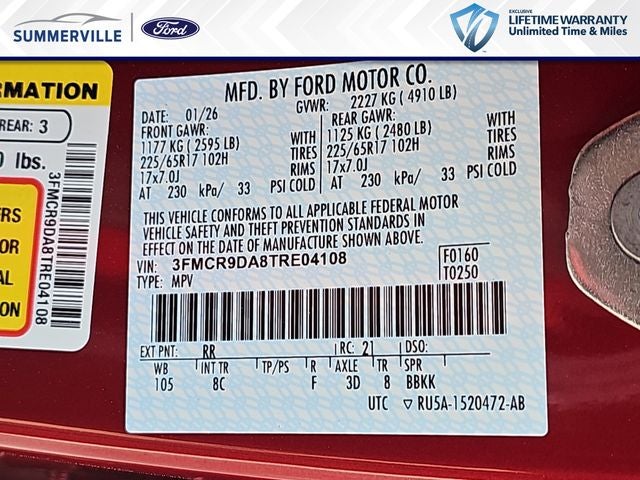 SUMMERVILLE
Ford
EXCLUSIVE
LIFETIME WARRANTY
Unlimited Time & Miles
FORMATION
REAR: 3
0 lbs.
3FMCR9DA8TRE04108
MFD. BY FORD MOTOR CO.
DATE: 01/26 GVWR: 2227 KG ( 4910 LB)
FRONT GAWR: REAR GAWR:
1177 KG ( 2595 LB) WITH 1125 KG ( 2480 LB) WITH
225/65R17 102H TIRES 225/65R17 102H TIRES
17x7.0J RIMS 17x7.0J RIMS
AT 230 kPa/ 33 PSI COLD AT 230 kPa/ 33 PSI COLD
THIS VEHICLE CONFORMS TO ALL APPLICABLE FEDERAL MOTOR
VEHICLE SAFETY AND THEFT PREVENTION STANDARDS IN
EFFECT ON THE DATE OF MANUFACTURE SHOWN ABOVE.
VIN: 3FMCR9DA8TRE04108 F0160
TYPE: MPV T0250
EXT PNT: RR RC: 21 DSO:
WB INT TR TP/PS R AXLE TR SPR
105 8C F 3D 8 BBKK
UTC RU5A-1520472-AB